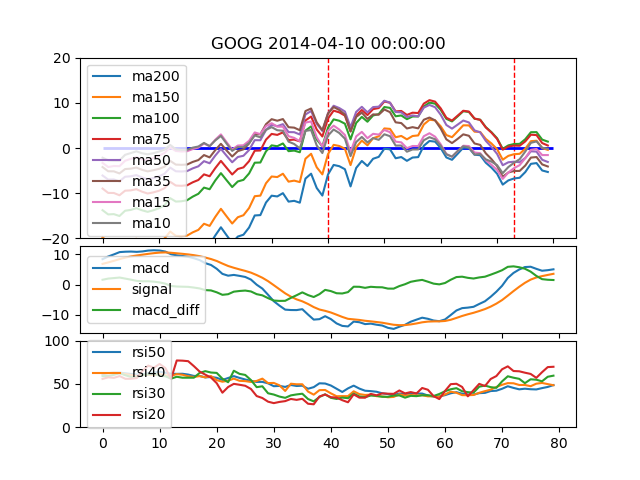 GOOG 2014-04-10 00:00:00
20
10
0
−10
−20
ma200
ma150
ma100
ma75
ma50
ma35
ma15
ma10
10
0
−10
macd
signal
macd_diff
100
50
0
rsi50
rsi40
rsi30
rsi20
0 10 20 30 40 50 60 70 80